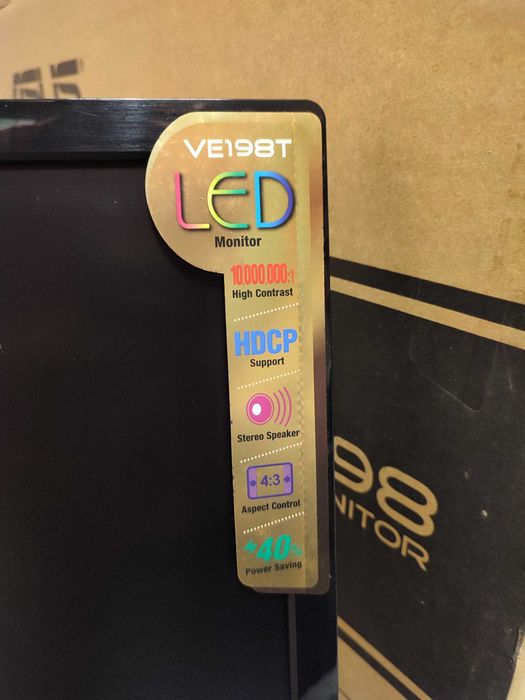 VE198T
LED
Monitor
10,000,000:1
High Contrast
HDCP
Support
Stereo Speaker
4:3
Aspect Control
40%
Power Saving
98
NITOR